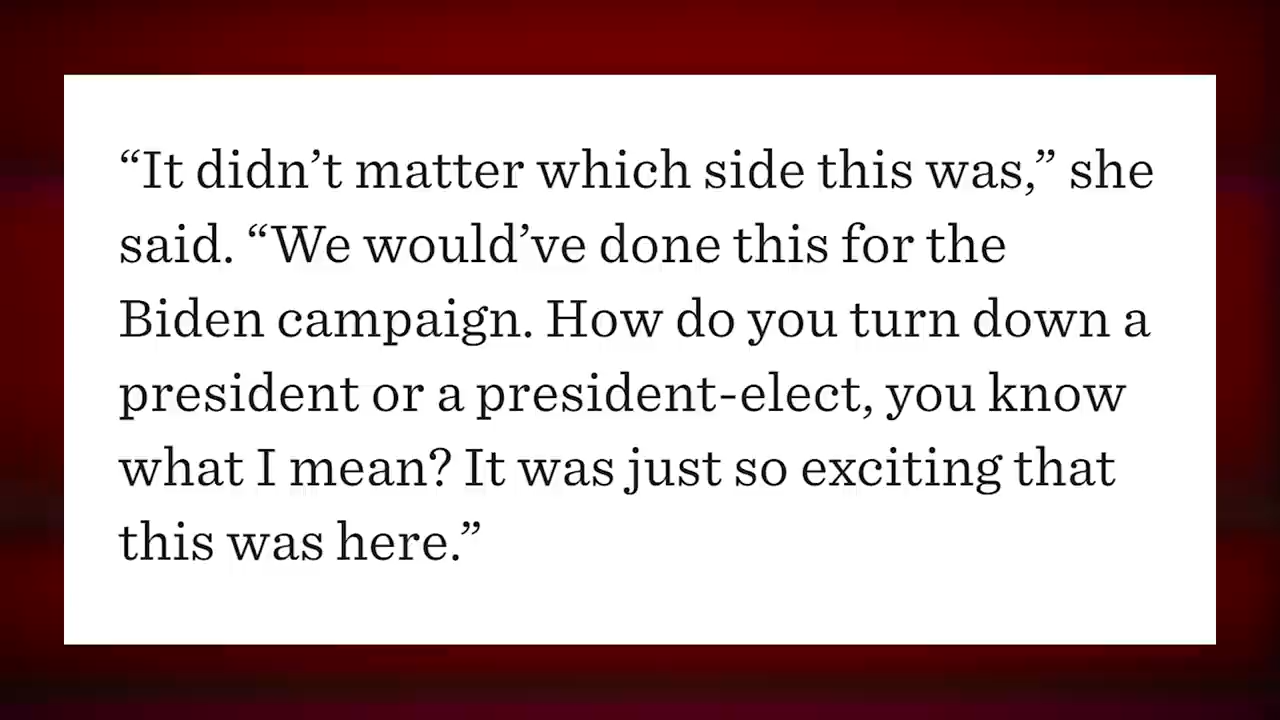 “It didn’t matter which side this was,” she
said. “We would’ve done this for the
Biden campaign. How do you turn down a
president or a president-elect, you know
what I mean? It was just so exciting that
this was here.”